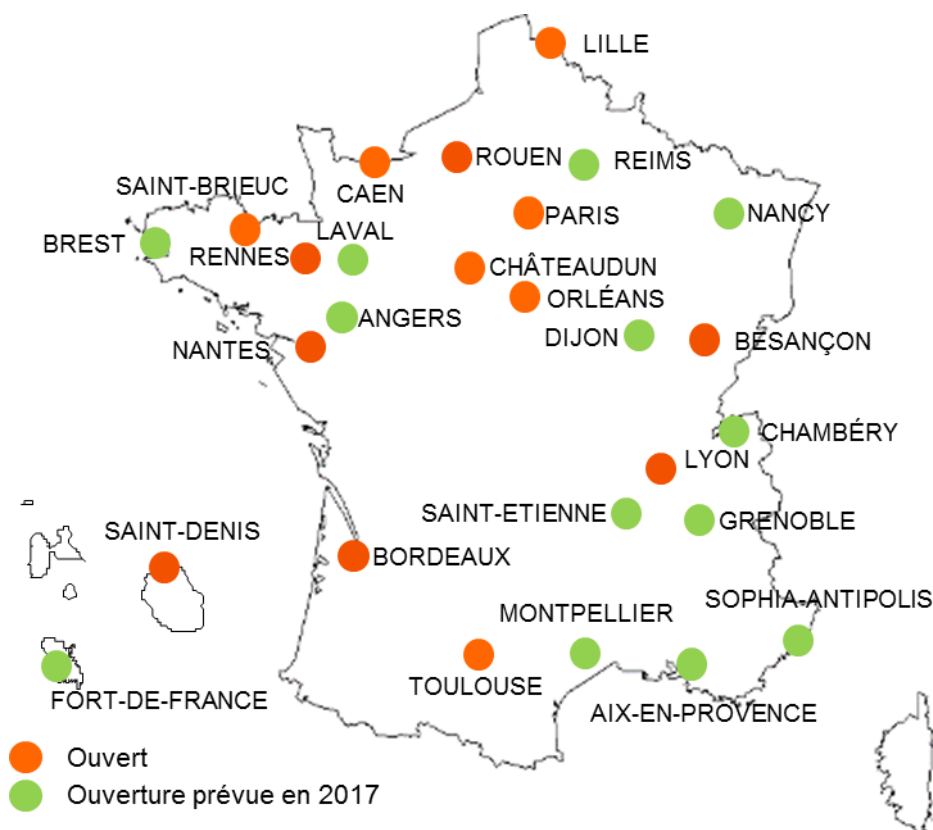 LILLE
ROUEN
REIMS
CAEN
SAINT-BRIEUC
PARIS
NANCY
LAVAL
BREST
RENNES
CHÂTEAUDUN
ORLÉANS
ANGERS
DIJON
BESANÇON
NANTES
CHAMBÉRY
LYON
SAINT-ETIENNE
GRENOBLE
SAINT-DENIS
BORDEAUX
SOPHIA-ANTIPOLIS
MONTPELLIER
TOULOUSE
FORT-DE-FRANCE
AIX-EN-PROVENCE
Ouvert
Ouverture prévue en 2017